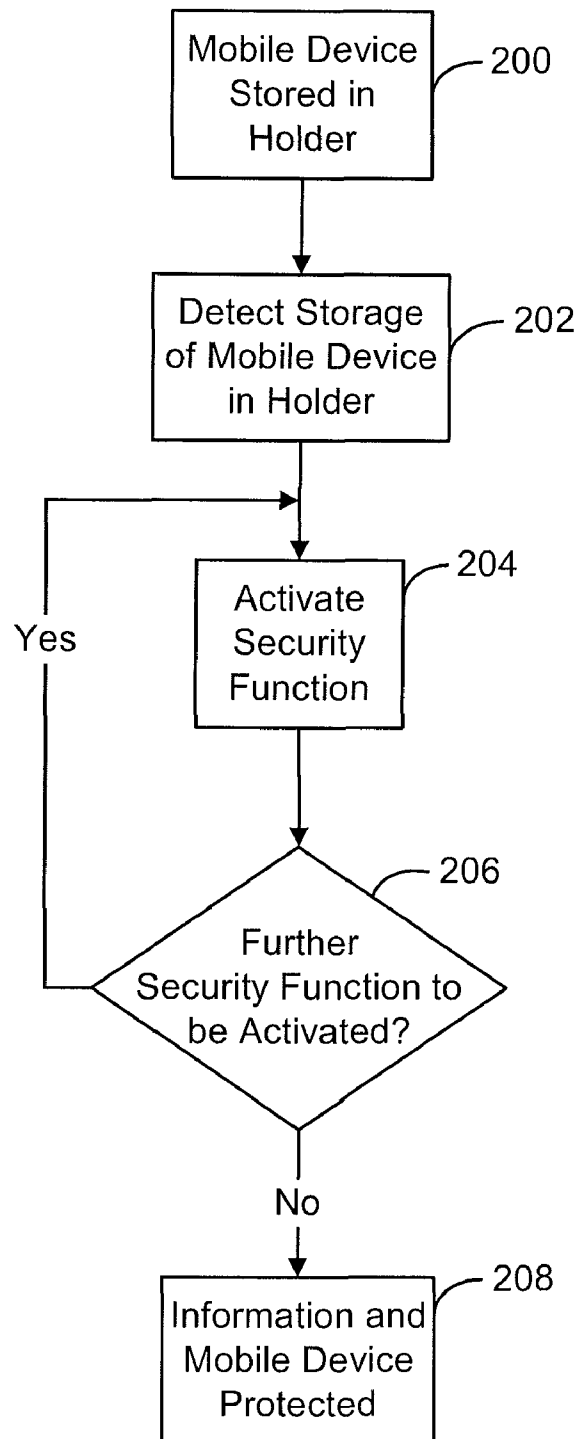 Mobile Device
Stored in
Holder
200
Detect Storage
of Mobile Device
in Holder
202
Activate
Security
Function
204
Yes
Further
Security Function to
be Activated?
206
No
Information and
Mobile Device
Protected
208